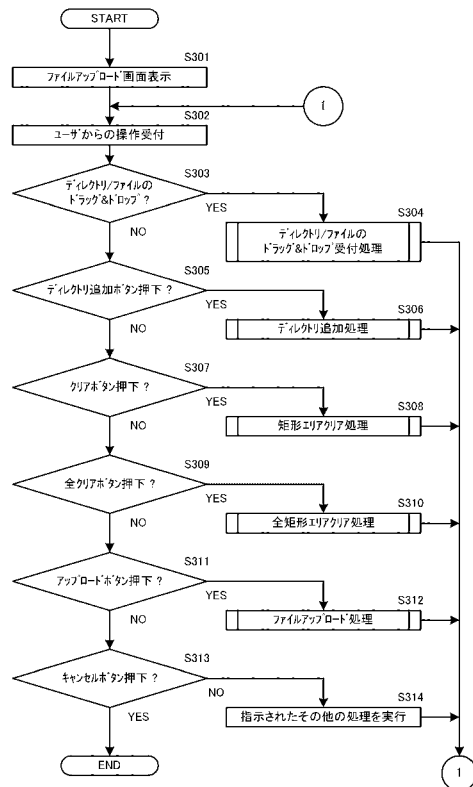 START
S301
ファイルアップロード画面表示
1
S302
ユーザからの操作受付
S303
ディレクトリ/ファイルの
ドラッグ&ドロップ?
YES
NO
S304
ディレクトリ/ファイルの
ドラッグ&ドロップ受付処理
S305
ディレクトリ追加ボタン押下?
YES
NO
S306
ディレクトリ追加処理
S307
クリアボタン押下?
YES
NO
S308
矩形エリアクリア処理
S309
全クリアボタン押下?
YES
NO
S310
全矩形エリアクリア処理
S311
アップロードボタン押下?
YES
NO
S312
ファイルアップロード処理
S313
キャンセルボタン押下?
NO
YES
S314
指示されたその他の処理を実行
END
1